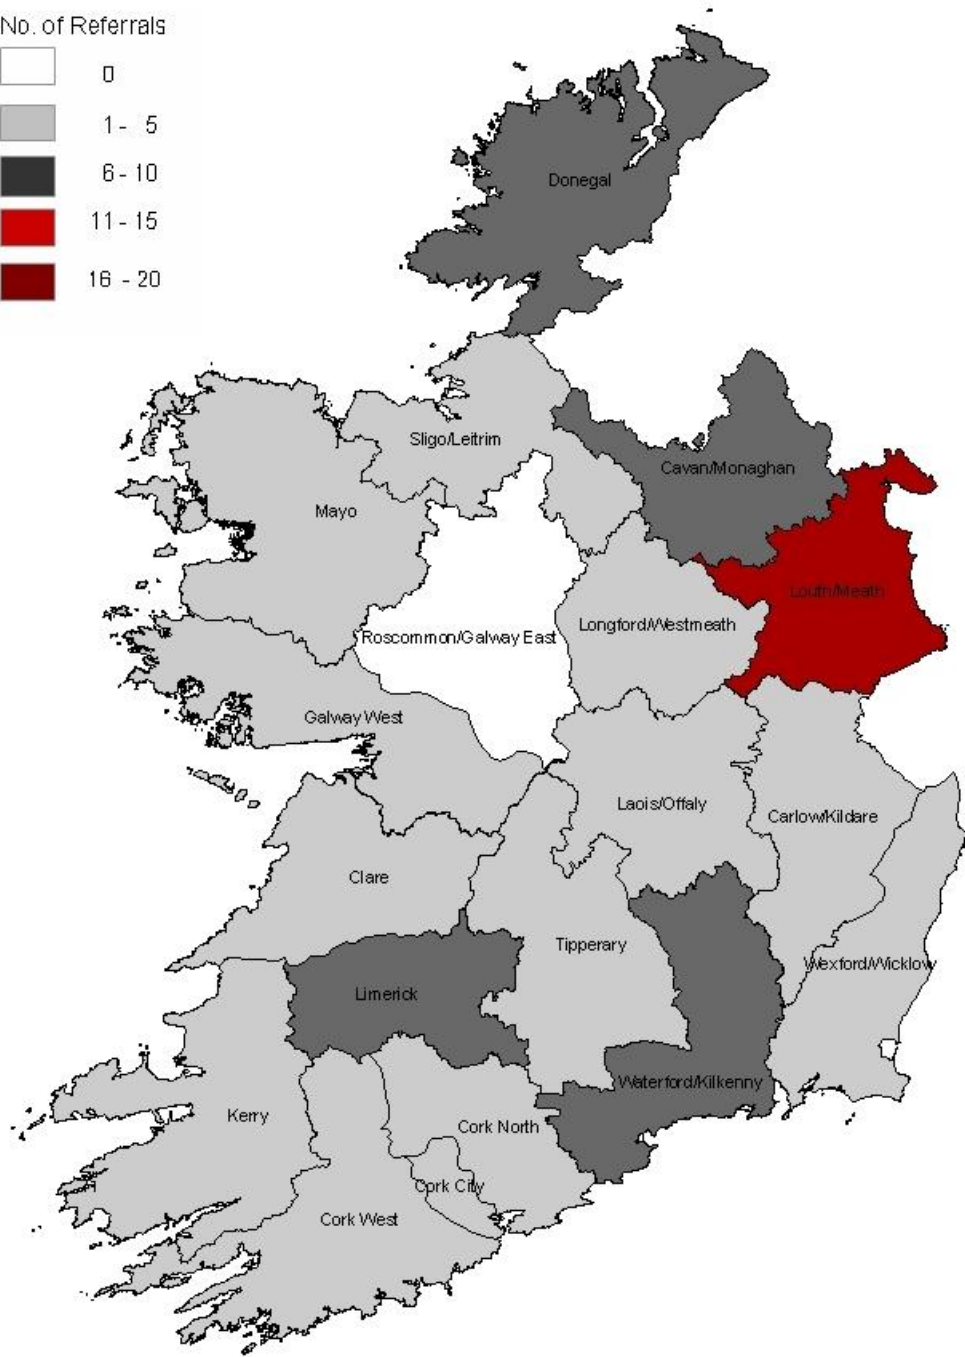 No. of Referrals
0
1 - 5
6 - 10
11 - 15
16 - 20
Donegal
Sligo/Leitrim
Cavan/Monaghan
Mayo
Louth/Meath
Longford/Westmeath
Roscommon/Galway East
Galway West
Laois/Offaly
Carlow/Kildare
Clare
Tipperary
Wexford/Wicklow
Limerick
Waterford/Kilkenny
Kerry
Cork North
Cork City
Cork West